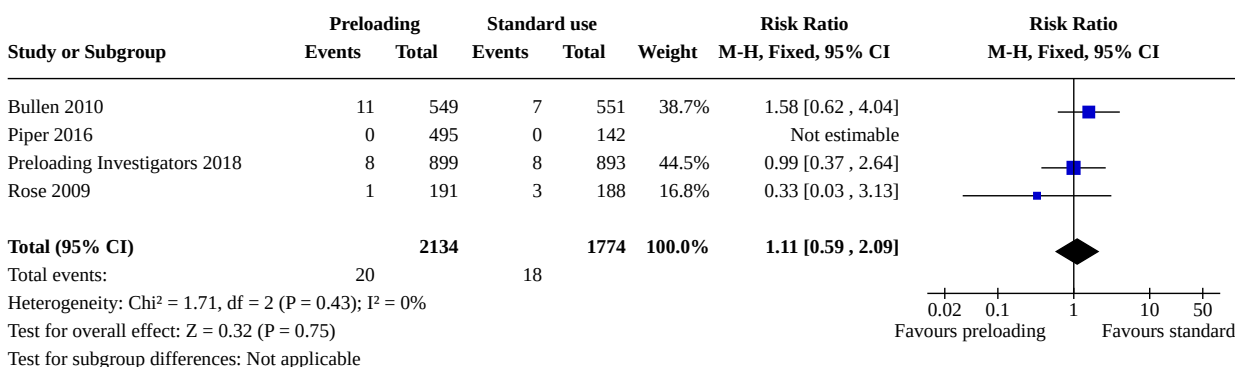 Preloading Standard use Risk Ratio Risk Ratio
Study or Subgroup Events Total Events Total Weight M-H, Fixed, 95% CI M-H, Fixed, 95% CI
Bullen 2010 11 549 7 551 38.7% 1.58 [0.62 , 4.04]
Piper 2016 0 495 0 142 Not estimable
Preloading Investigators 2018 8 899 8 893 44.5% 0.99 [0.37 , 2.64]
Rose 2009 1 191 3 188 16.8% 0.33 [0.03 , 3.13]
Total (95% CI) 2134 1774 100.0% 1.11 [0.59 , 2.09]
Total events: 20 18
Heterogeneity: Chi² = 1.71, df = 2 (P = 0.43); I² = 0%
0.02 0.1 1 10 50
Test for overall effect: Z = 0.32 (P = 0.75)
Favours preloading Favours standard
Test for subgroup differences: Not applicable